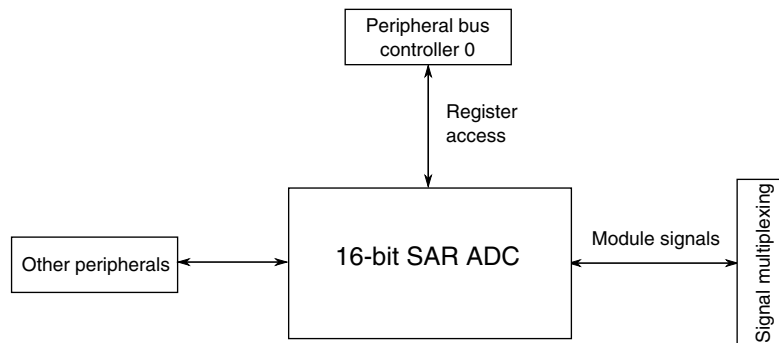 Peripheral bus
controller 0
Register
access
16-bit SAR ADC
Other peripherals
Module signals
Signal multiplexing